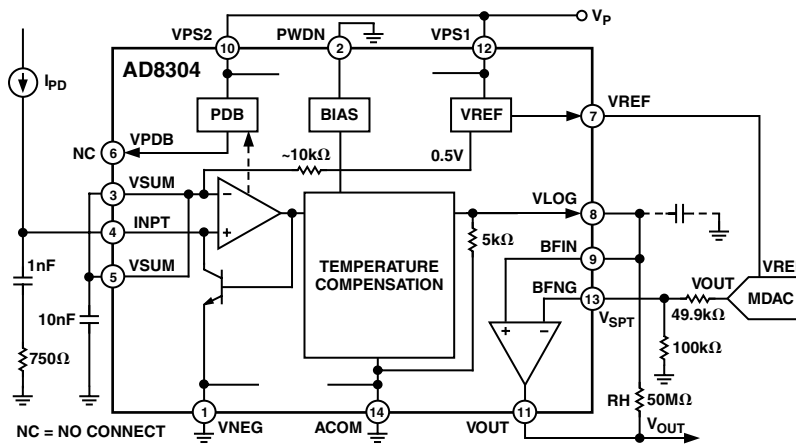 VPS2
PWDN
VPS1
VP
10
2
12
AD8304
IPD
PDB
BIAS
VREF
7
VREF
VPDB
NC
6
~10kΩ
0.5V
3
VSUM
VLOG
8
4
INPT
5kΩ
BFIN
9
1nF
5
VSUM
TEMPERATURE
COMPENSATION
BFNG
13
VOUT
VRE
MDAC
VSPT
49.9kΩ
10nF
100kΩ
750Ω
RH
50MΩ
NC = NO CONNECT
1
VNEG
ACOM
14
VOUT
11
VOUT